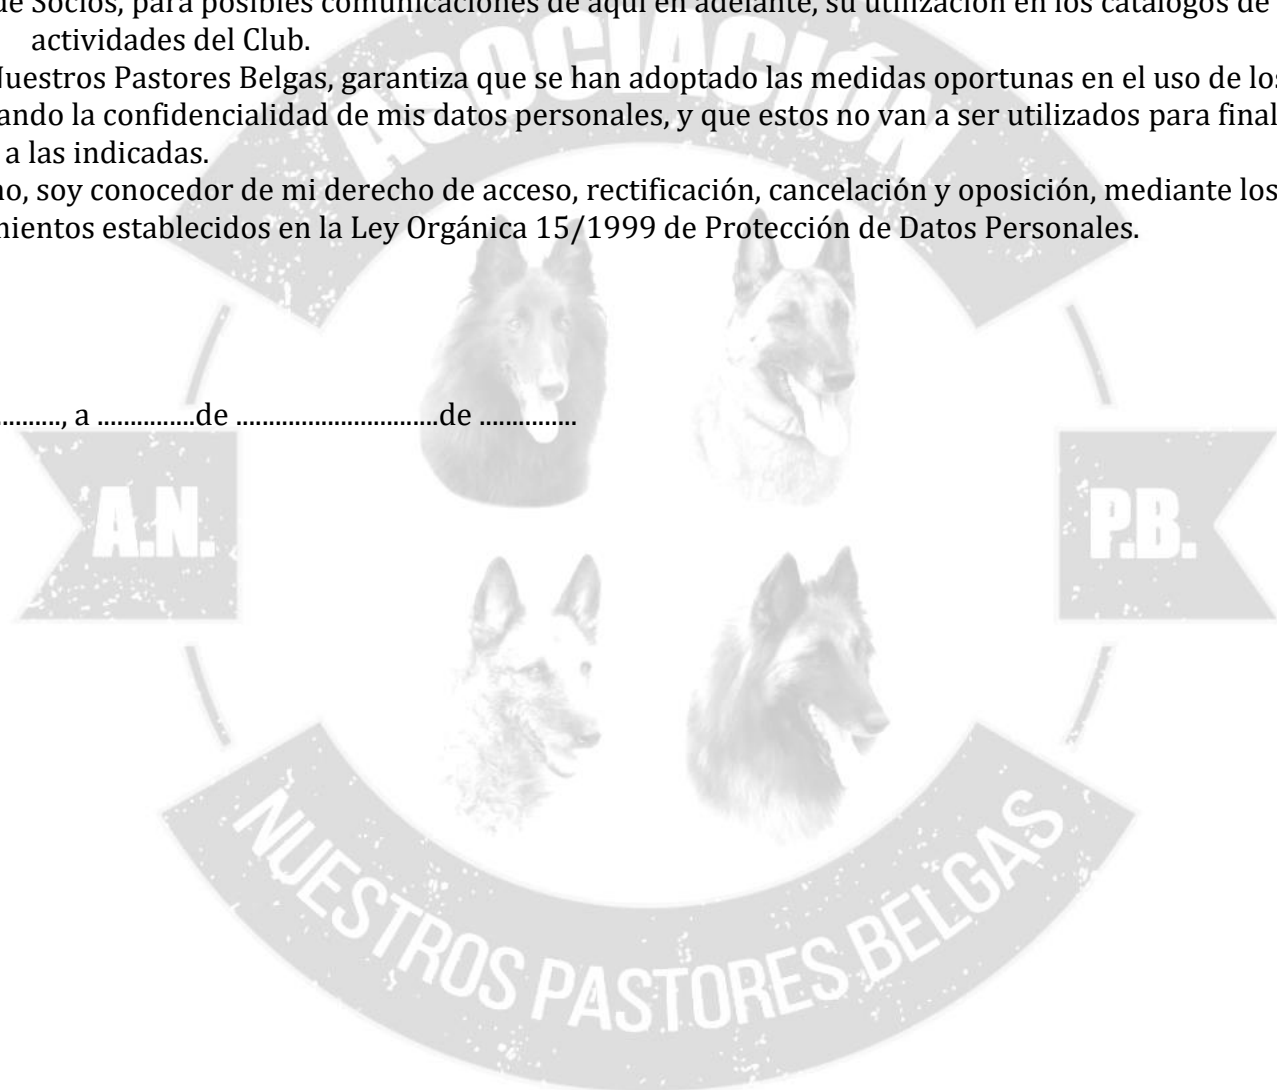 de Socios, para posibles comunicaciones de aquí en adelante, su utilización en los catálogos de
actividades del Club.
Nuestros Pastores Belgas, garantiza que se han adoptado las medidas oportunas en el uso de los
ando la confidencialidad de mis datos personales, y que estos no van a ser utilizados para final
a las indicadas.
no, soy conocedor de mi derecho de acceso, rectificación, cancelación y oposición, mediante los
mientos establecidos en la Ley Orgánica 15/1999 de Protección de Datos Personales.
.........., a ...............de ...............................de ...............
ASOCIACIÓN
A.N.
P.B.
NUESTROS PASTORES BELGAS